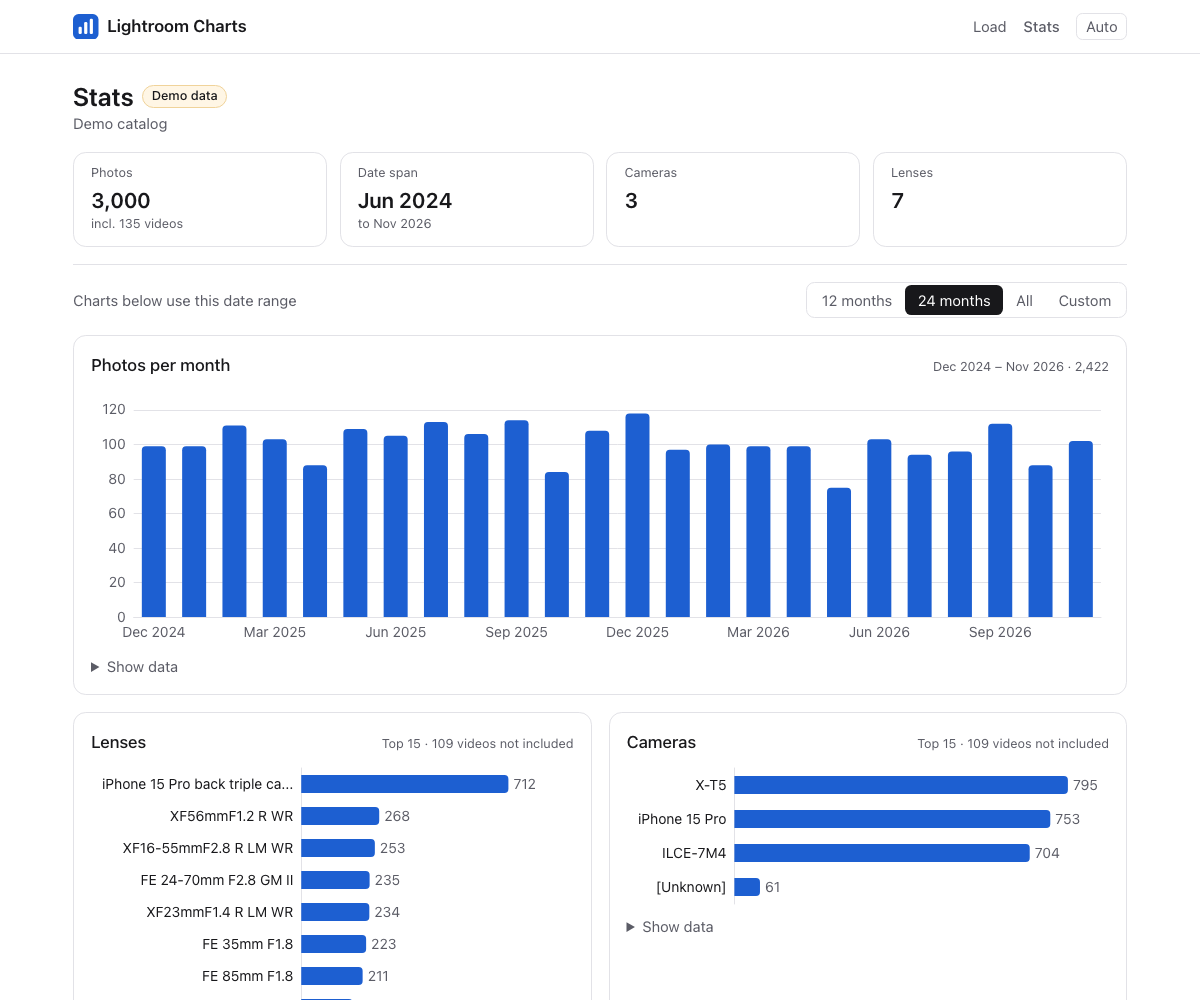 Lightroom Charts
Load Stats Auto
Stats Demo data
Demo catalog
Photos
3,000
incl. 135 videos
Date span
Jun 2024
to Nov 2026
Cameras
3
Lenses
7
Charts below use this date range
12 months 24 months All Custom
Photos per month
Dec 2024 – Nov 2026 · 2,422
120
100
80
60
40
20
0
Dec 2024 Mar 2025 Jun 2025 Sep 2025 Dec 2025 Mar 2026 Jun 2026 Sep 2026
Show data
Lenses
Top 15 · 109 videos not included
iPhone 15 Pro back triple ca... 712
XF56mmF1.2 R WR 268
XF16-55mmF2.8 R LM WR 253
FE 24-70mm F2.8 GM II 235
XF23mmF1.4 R LM WR 234
FE 35mm F1.8 223
FE 85mm F1.8 211
Cameras
Top 15 · 109 videos not included
X-T5 795
iPhone 15 Pro 753
ILCE-7M4 704
[Unknown] 61
Show data